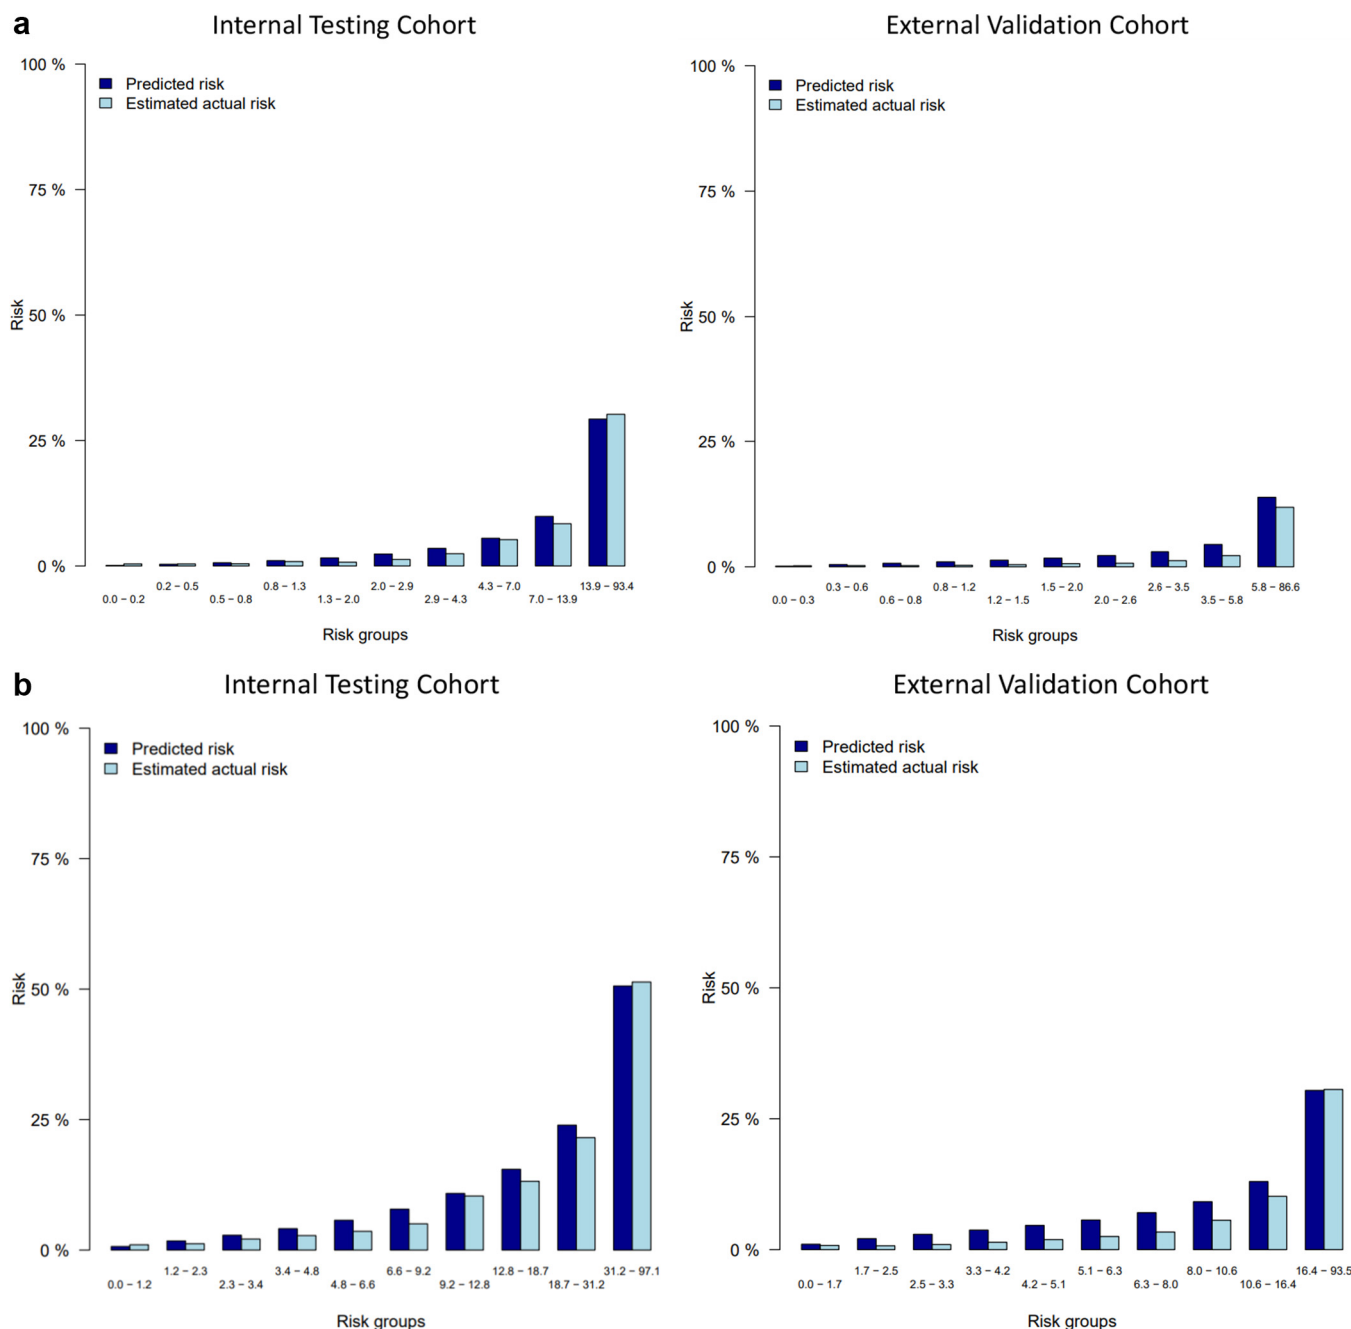 a
Internal Testing Cohort
100 %
75 %
50 %
25 %
0 %
Risk
Predicted risk
Estimated actual risk
0.2 − 0.5
0.8 − 1.3
2.0 − 2.9
4.3 − 7.0
13.9 − 93.4
0.0 − 0.2
0.5 − 0.8
1.3 − 2.0
2.9 − 4.3
7.0 − 13.9
Risk groups
External Validation Cohort
100 %
75 %
50 %
25 %
0 %
Risk
Predicted risk
Estimated actual risk
0.3 − 0.6
0.8 − 1.2
1.5 − 2.0
2.6 − 3.5
5.8 − 86.6
0.0 − 0.3
0.6 − 0.8
1.2 − 1.5
2.0 − 2.6
3.5 − 5.8
Risk groups
b
Internal Testing Cohort
100 %
75 %
50 %
25 %
0 %
Risk
Predicted risk
Estimated actual risk
1.2 − 2.3
3.4 − 4.8
6.6 − 9.2
12.8 − 18.7
31.2 − 97.1
0.0 − 1.2
2.3 − 3.4
4.8 − 6.6
9.2 − 12.8
18.7 − 31.2
Risk groups
External Validation Cohort
100 %
75 %
50 %
25 %
0 %
Risk
Predicted risk
Estimated actual risk
1.7 − 2.5
3.3 − 4.2
5.1 − 6.3
8.0 − 10.6
16.4 − 93.5
0.0 − 1.7
2.5 − 3.3
4.2 − 5.1
6.3 − 8.0
10.6 − 16.4
Risk groups